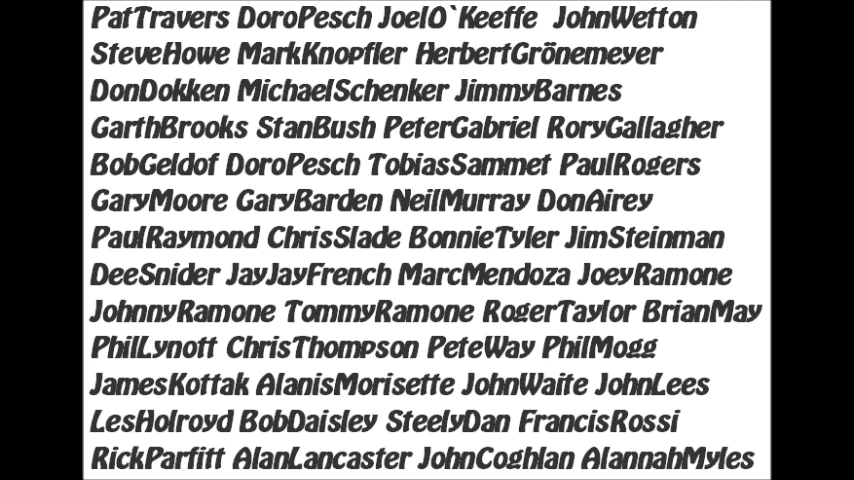 PatTravers DoroPesch JoelO`Keeffe JohnWetton
SteveHowe MarkKnopfler HerbertGrönemeyer
DonDokken MichaelSchenker JimmyBarnes
GarthBrooks StanBush PeterGabriel RoryGallagher
BobGeldof DoroPesch TobiasSammet PaulRogers
GaryMoore GaryBarden NeilMurray DonAirey
PaulRaymond ChrisSlade BonnieTyler JimSteinman
DeeSnider JayJayFrench MarcMendoza JoeyRamone
JohnnyRamone TommyRamone RogerTaylor BrianMay
PhilLynott ChrisThompson PeteWay PhilMogg
JamesKottak AlanisMorisette JohnWaite JohnLees
LesHolroyd BobDaisley SteelyDan FrancisRossi
RickParfitt AlanLancaster JohnCoghlan AlannahMyles